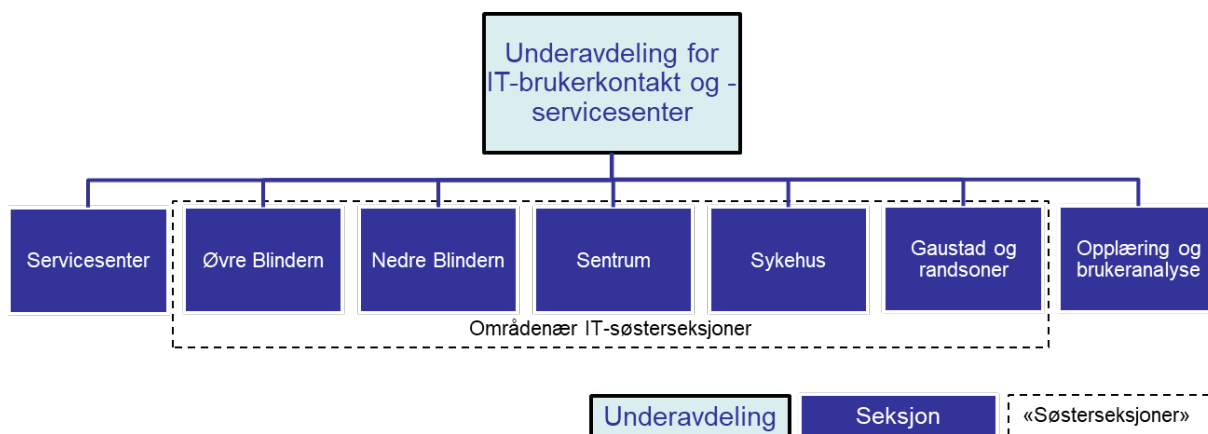 Underavdeling for
IT-brukerkontakt og -
servicesenter
Servicesenter
Øvre Blindern
Nedre Blindern
Sentrum
Sykehus
Gaustad og
randsoner
Opplæring og
brukeranalyse
Områdenær IT-søsterseksjoner
Underavdeling
Seksjon
«Søsterseksjoner»